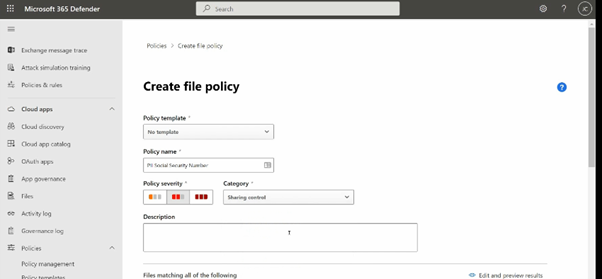 Microsoft 365 Defender
Search
? JC
Exchange message trace
Attack simulation training
Policies & rules
Cloud apps
Cloud discovery
Cloud app catalog
OAuth apps
App governance
Files
Activity log
Governance log
Policies
Policy management
Policy templates
Policies > Create file policy
Create file policy
?
Policy template *
No template
Policy name *
PII Social Security Number
Policy severity * Category *
Sharing control
Description
Files matching all of the following
Edit and preview results